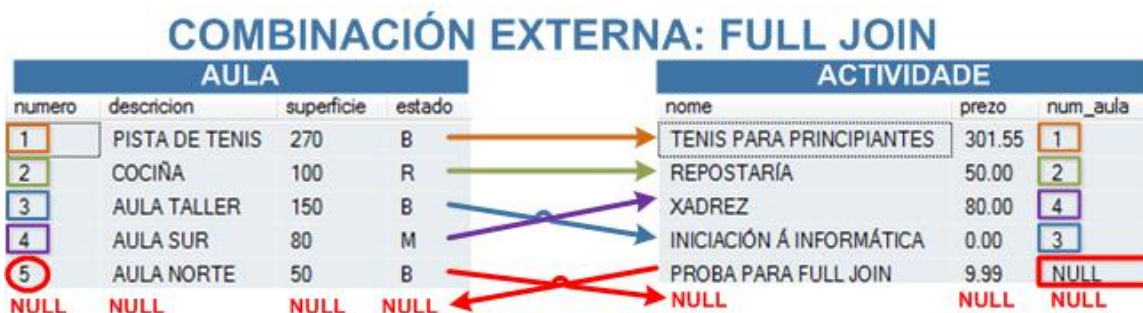 COMBINACIÓN EXTERNA: FULL JOIN
AULA ACTIVIDADE
numero descricion superficie estado nome prezo num_aula
1 PISTA DE TENIS 270 B TENIS PARA PRINCIPIANTES 301.55 1
2 COCIÑA 100 R REPOSTARÍA 50.00 2
3 AULA TALLER 150 B XADREZ 80.00 4
4 AULA SUR 80 M INICIACIÓN Á INFORMÁTICA 0.00 3
5 AULA NORTE 50 B PROBA PARA FULL JOIN 9.99 NULL
NULL NULL NULL NULL NULL NULL NULL